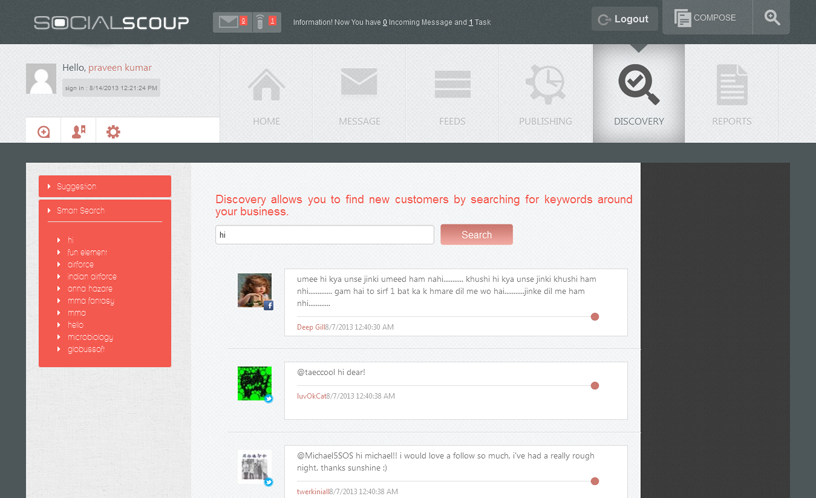 SOCIALSCOUP
0
1
Information! Now You have 0 Incoming Message and 1 Task
Logout
COMPOSE
Hello, praveen kumar
sign in : 8/14/2013 12:21:24 PM
HOME
MESSAGE
FEEDS
PUBLISHING
DISCOVERY
REPORTS
Suggestion
Smart Search
hi
fun element
airforce
indian airforce
anna hazare
mma fantasy
mma
hello
microbiology
globussoft
Discovery allows you to find new customers by searching for keywords around
your business.
hi
Search
umee hi kya unse jinki umeed ham nahi........... khushi hi kya unse jinki khushi ham
nhi............. gam hai to sirf 1 bat ka k hmare dil me wo hai...........jinke dil me ham
nhi............
Deep Gill8/7/2013 12:40:30 AM
@taeccool hi dear!
luvOkCat8/7/2013 12:40:38 AM
@MichaelSSOS hi michael!! i would love a follow so much, i've had a really rough
night, thanks sunshine :)
twerkiniall8/7/2013 12:40:38 AM